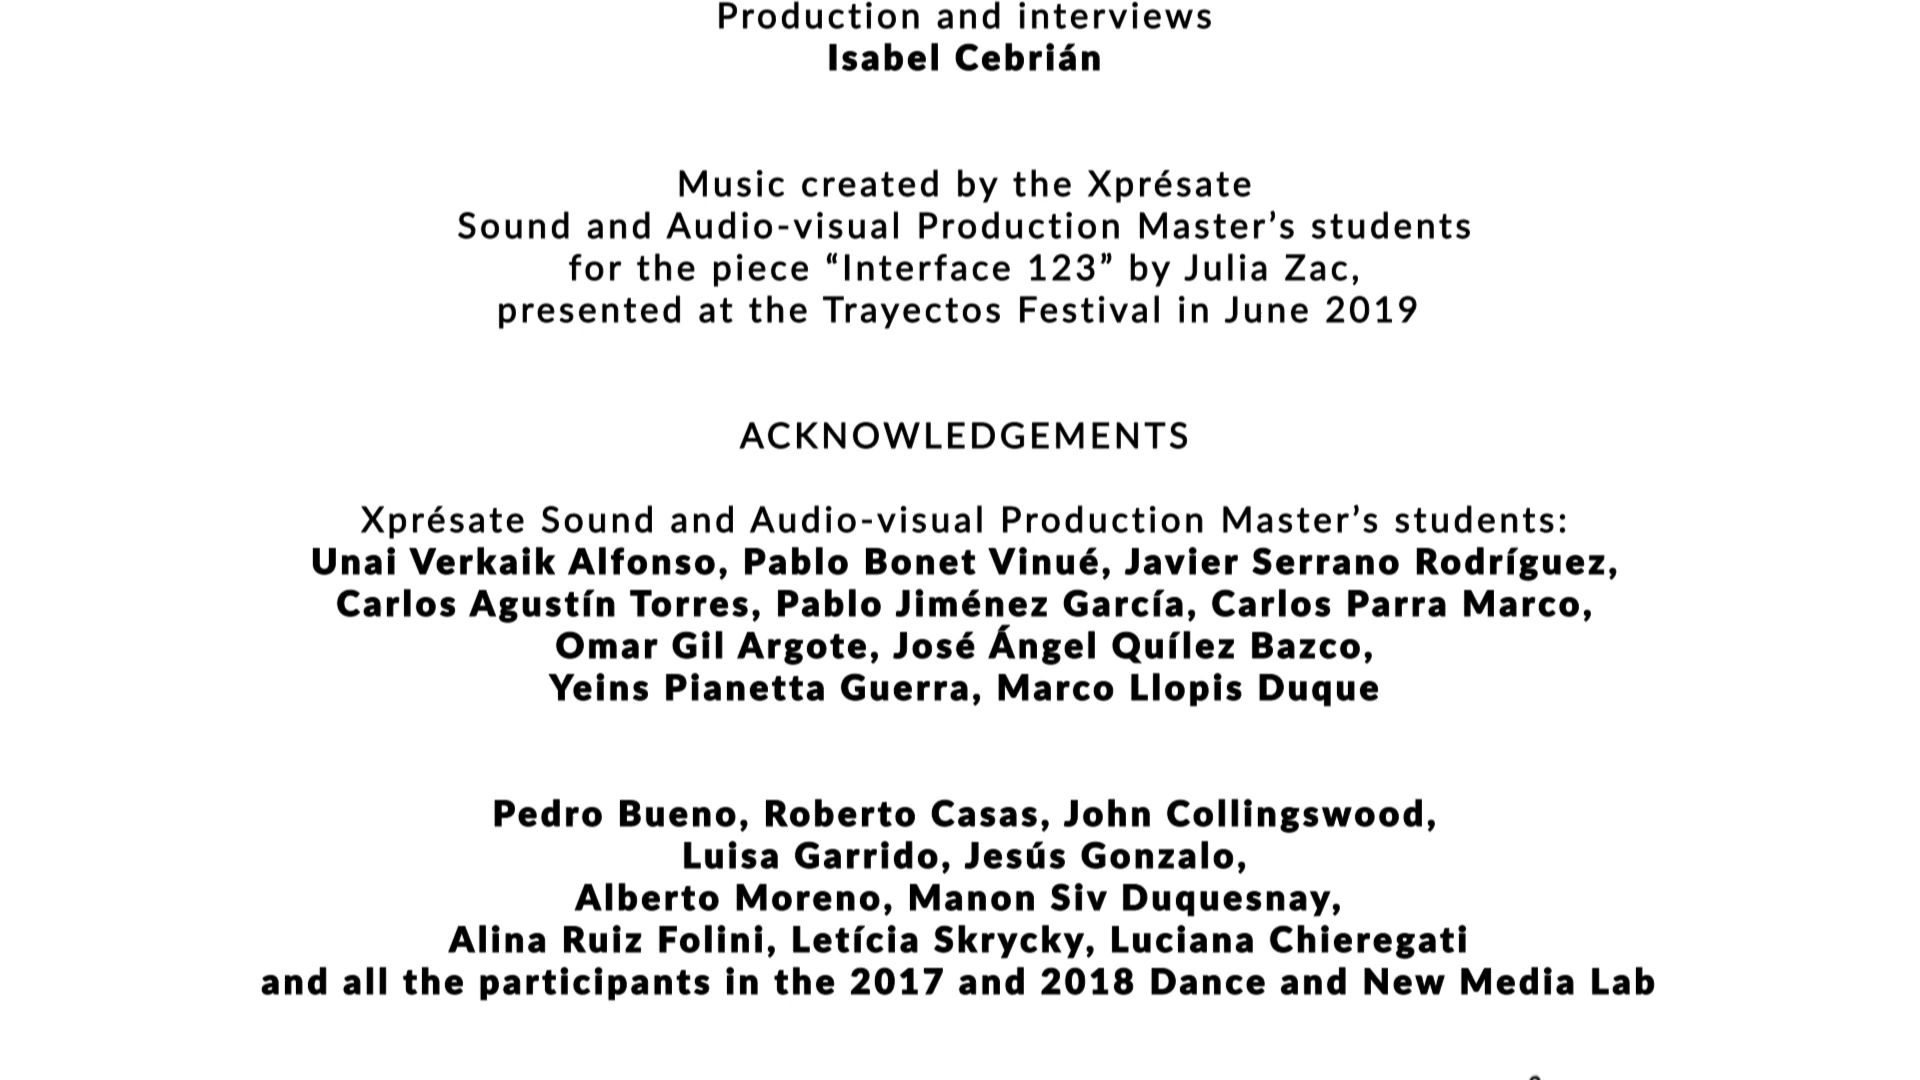 Production and interviews
Isabel Cebrián
Music created by the Xprésate
Sound and Audio-visual Production Master’s students
for the piece “Interface 123” by Julia Zac,
presented at the Trayectos Festival in June 2019
ACKNOWLEDGEMENTS
Xprésate Sound and Audio-visual Production Master’s students:
Unai Verkaik Alfonso, Pablo Bonet Vinué, Javier Serrano Rodríguez,
Carlos Agustín Torres, Pablo Jiménez García, Carlos Parra Marco,
Omar Gil Argote, José Ángel Quílez Bazco,
Yeins Pianetta Guerra, Marco Llopis Duque
Pedro Bueno, Roberto Casas, John Collingswood,
Luisa Garrido, Jesús Gonzalo,
Alberto Moreno, Manon Siv Duquesnay,
Alina Ruiz Folini, Letícia Skrycky, Luciana Chieregati
and all the participants in the 2017 and 2018 Dance and New Media Lab